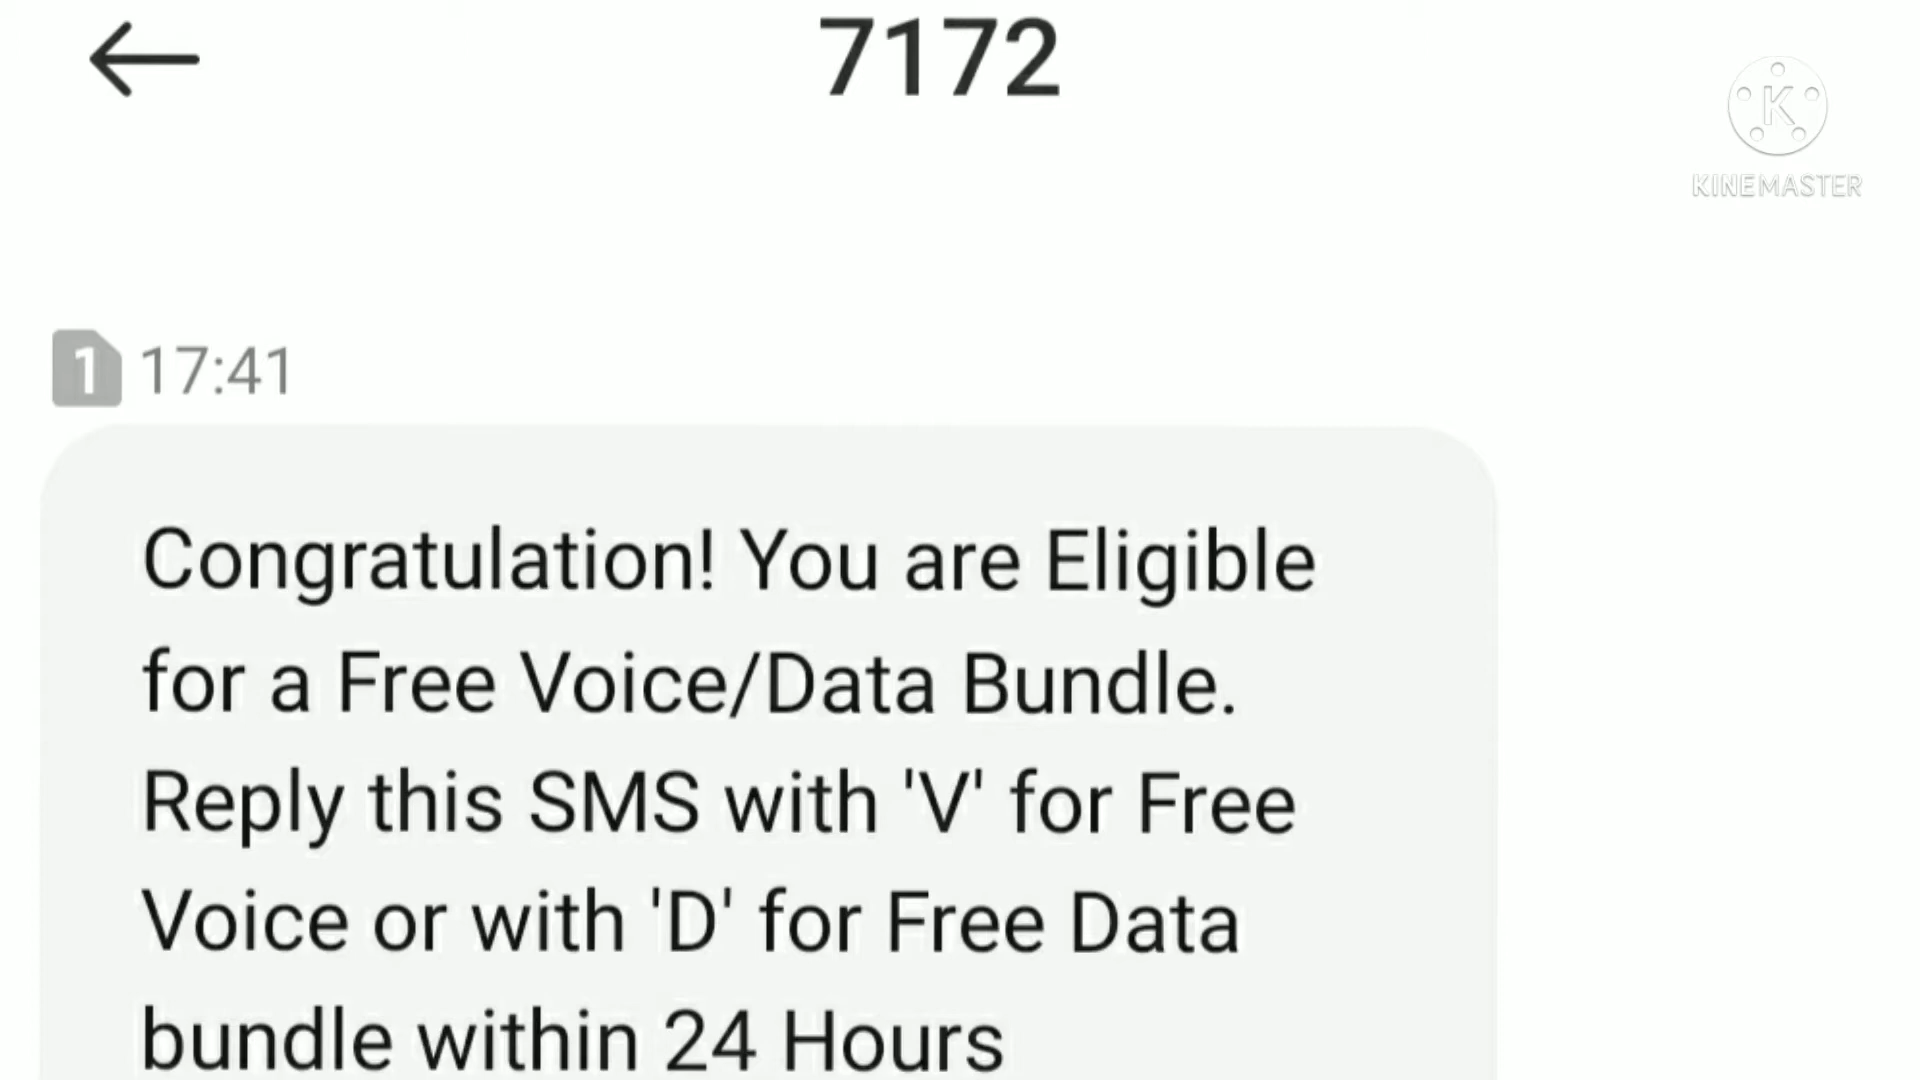 7172
K
KINEMASTER
1 17:41
Congratulation! You are Eligible
for a Free Voice/Data Bundle.
Reply this SMS with 'V' for Free
Voice or with 'D' for Free Data
bundle within 24 Hours